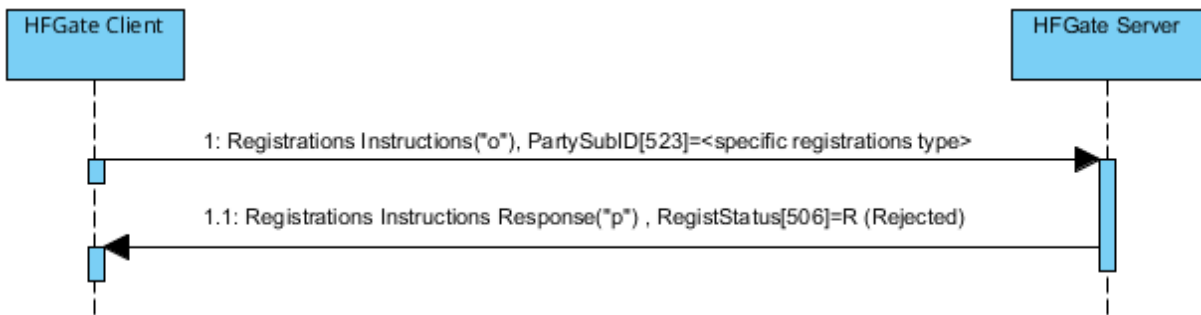 HFGate Client
HFGate Server
1: Registrations Instructions("o"), PartySubID[523]=<specific registrations type>
1.1: Registrations Instructions Response("p") , RegistStatus[506]=R (Rejected)